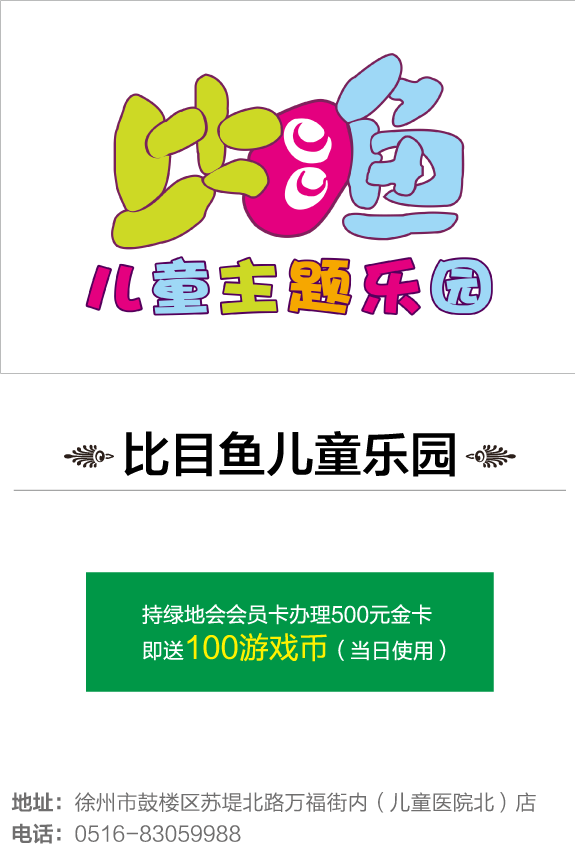 比目鱼
儿童主题乐园
比目鱼儿童乐园
持绿地会会员卡办理500元金卡
即送100游戏币（当日使用）
地址：徐州市鼓楼区苏堤北路万福街内（儿童医院北）店
电话：0516-83059988